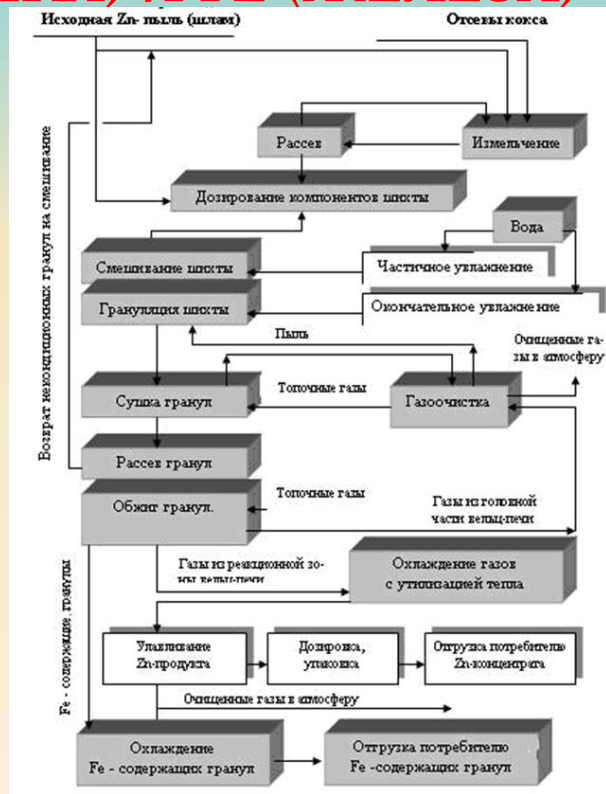 Исходная Zn- пыль (шлам)
Отсевы кокса
Рассев
Измельчение
Дозирование компонентов шихты
Вода
Смешивание шихты
Частичное увлажнение
Грануляция шихты
Окончательное увлажнение
Пыль
Очищенные га-
зы в атмосферу
Возврат некондиционных гранул на смешивание
Сушка гранул
Топочные газы
Газоочистка
Рассев гранул
Обжиг гранул.
Топочные газы
Газы из головной
части вельц-печи
Газы из реакционной зо-
ны вельц-печи
Охлаждение газов
с утилизацией тепла
Fe - содержащие, гранулы
Улавливание
Zn-продукта
Дозировка,
упаковка
Отгрузка потребителю
Zn-концентрата
Очищенные газы в атмосферу
Охлаждение
Fe - содержащих гранул
Отгрузка потребителю
Fe -содержащих гранул